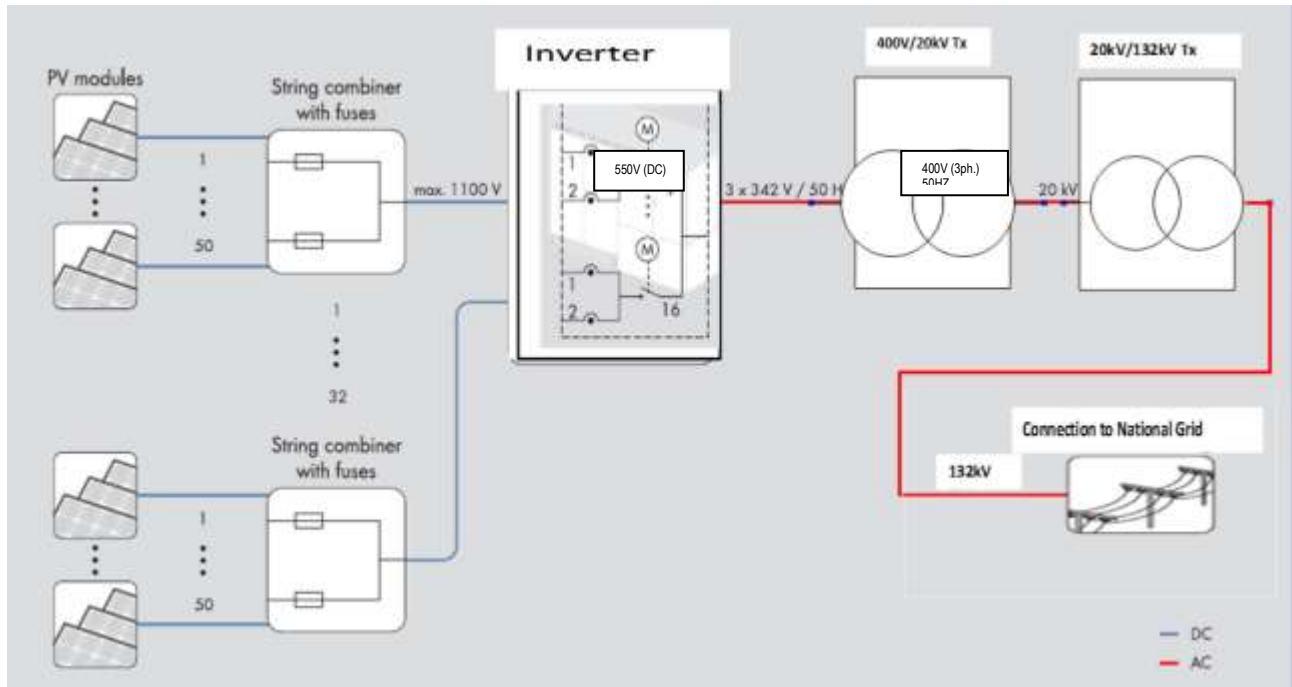 Inverter
400V/20kV Tx
20kV/132kV Tx
PV modules
String combiner
with fuses
1
50
max. 1100 V
1
2
550V (DC)
1
2
16
3 x 342 V / 50 H
400V (3ph.)
50HZ
20 kV
1
32
Connection to National Grid
132kV
String combiner
with fuses
1
50
M
M
DC
AC